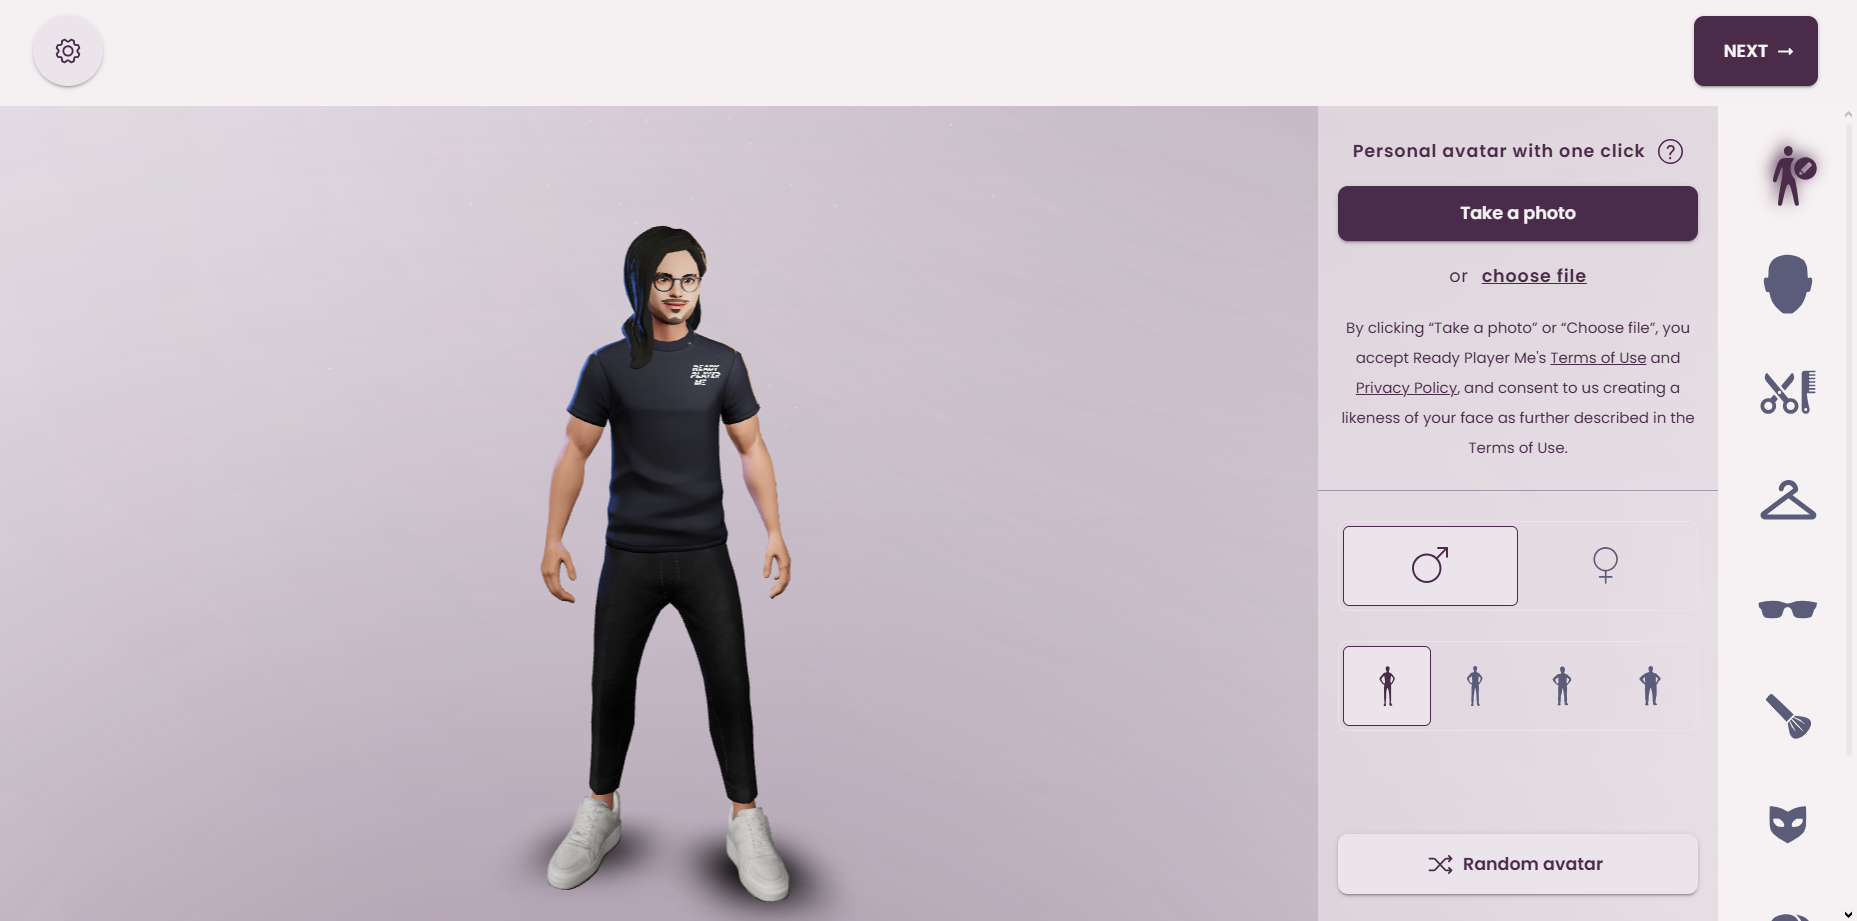 NEXT →
Personal avatar with one click ?
Take a photo
or choose file
By clicking “Take a photo” or “Choose file”, you
accept Ready Player Me's Terms of Use and
Privacy Policy, and consent to us creating a
likeness of your face as further described in the
Terms of Use.
READY
PLAYER
ME
Random avatar